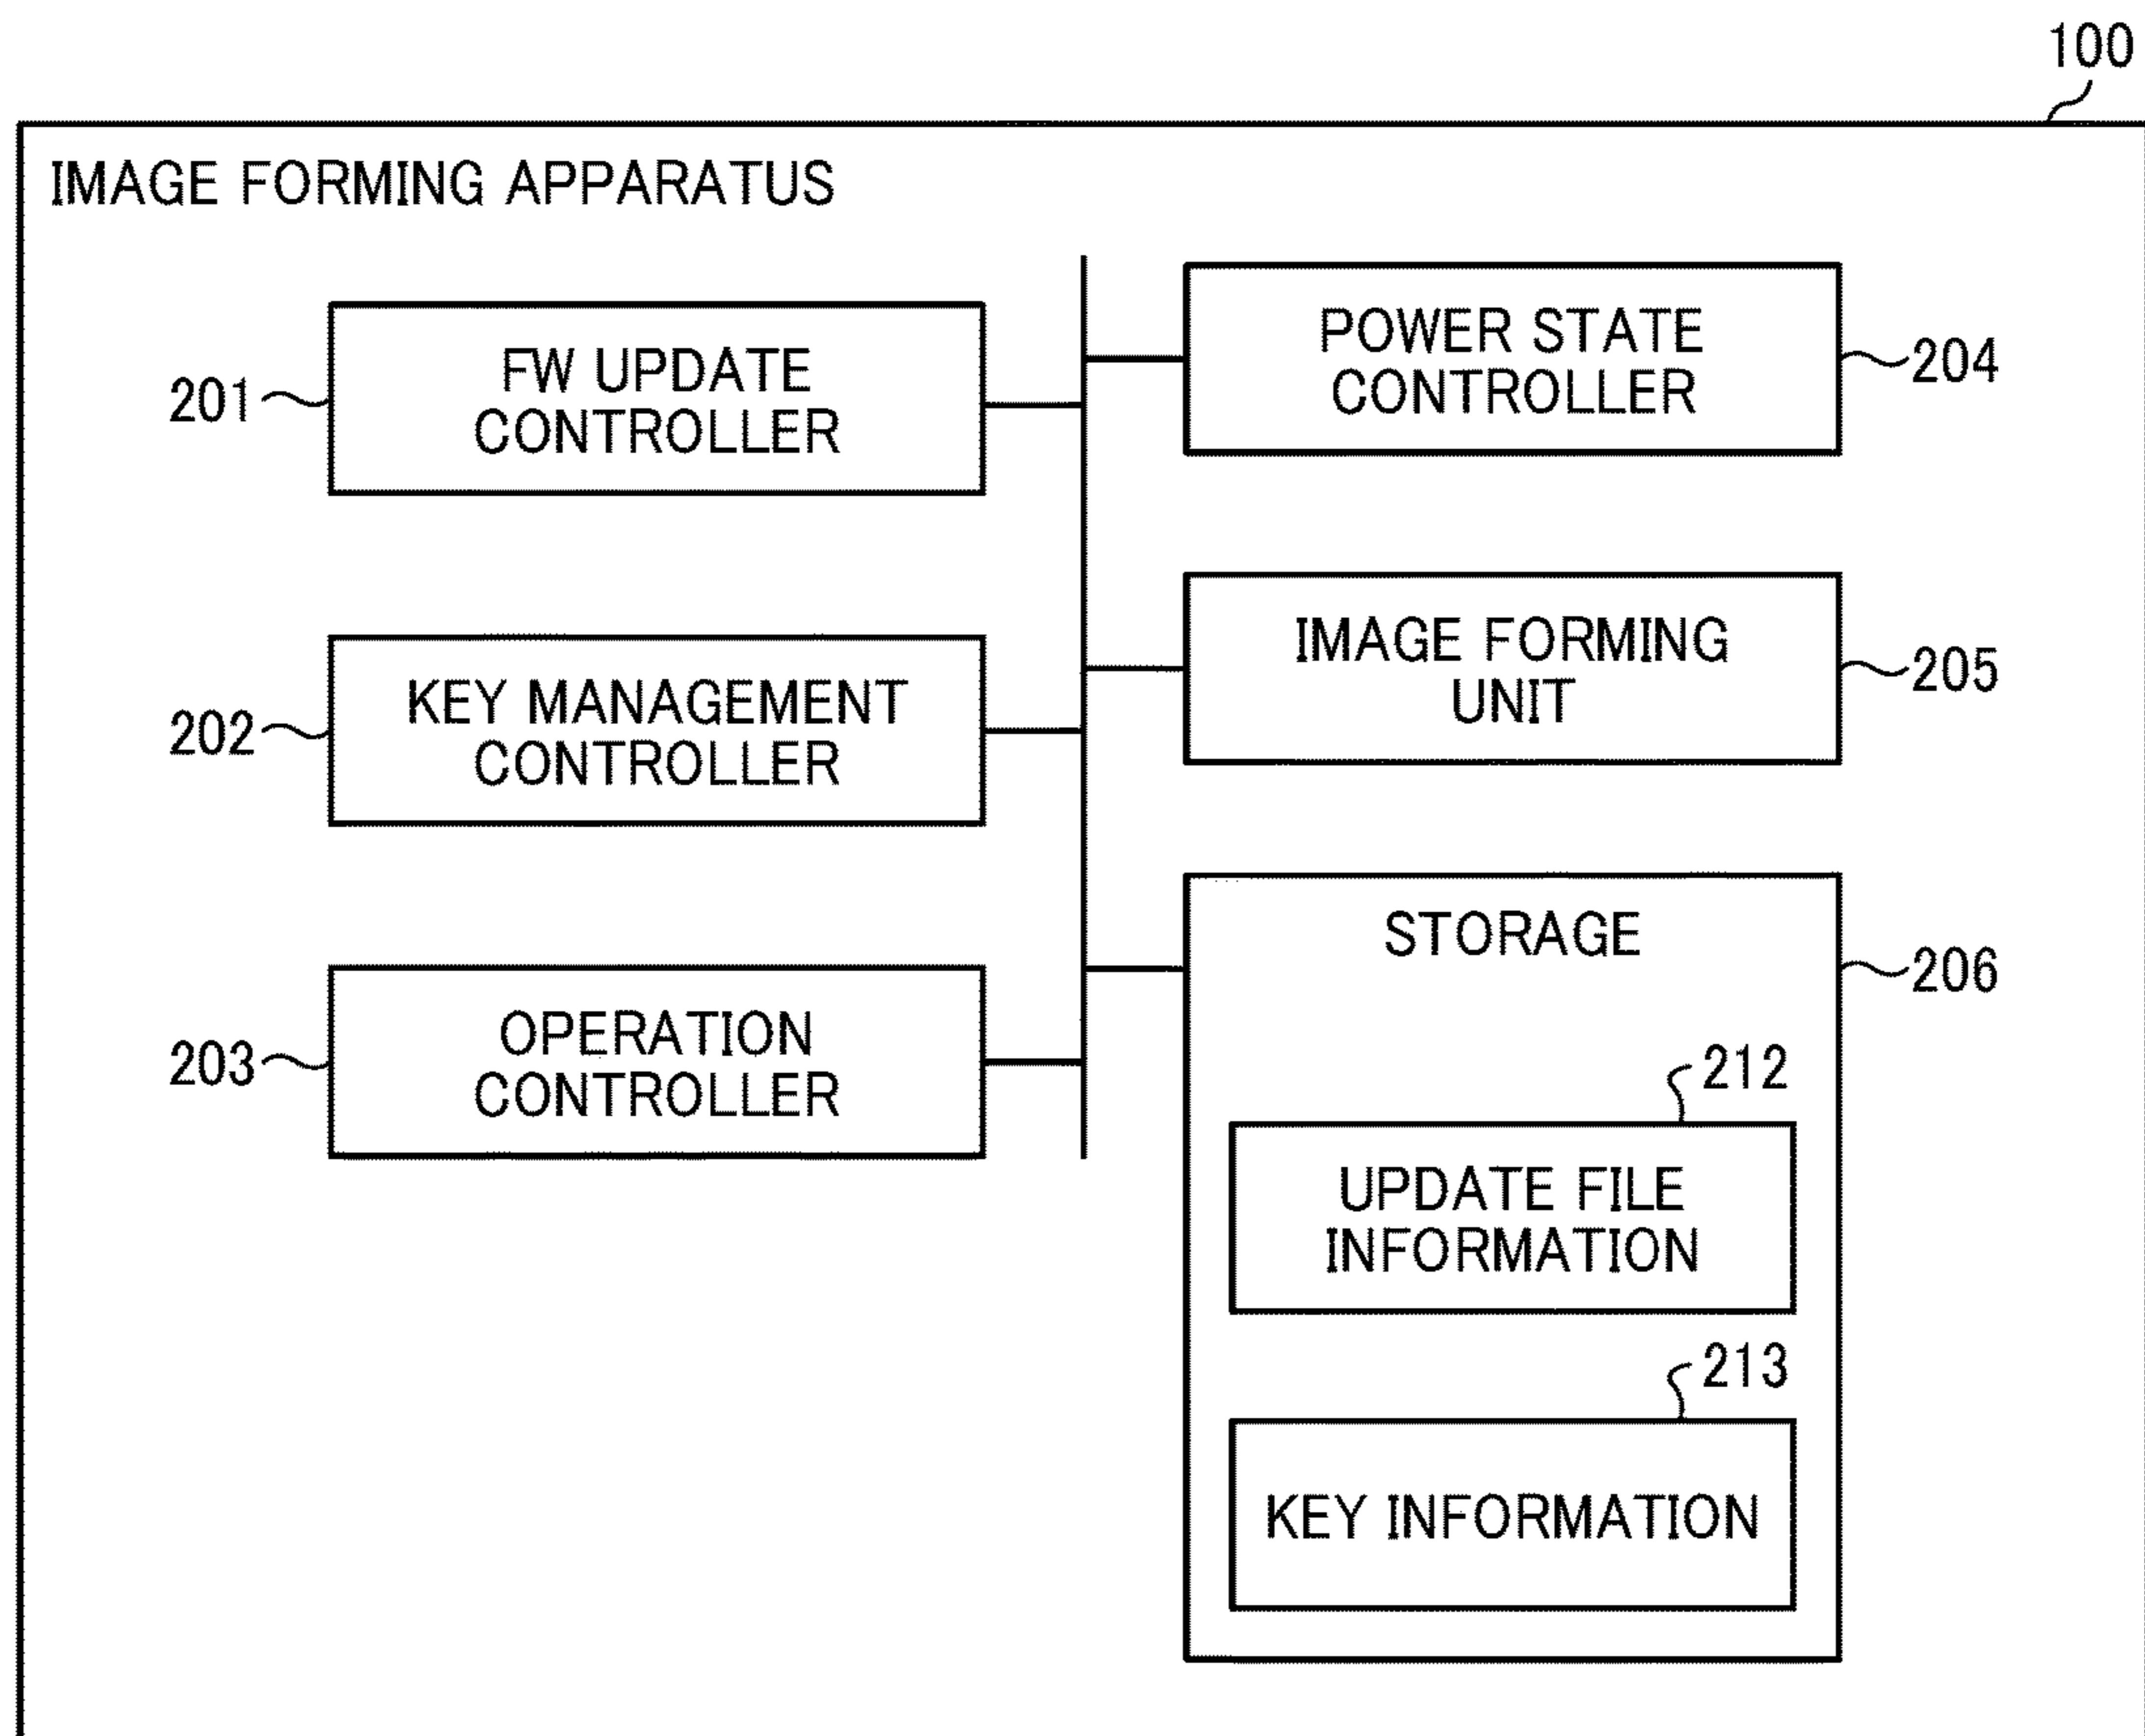 100
IMAGE FORMING APPARATUS
201
FW UPDATE
CONTROLLER
POWER STATE
CONTROLLER
204
202
KEY MANAGEMENT
CONTROLLER
IMAGE FORMING
UNIT
205
203
OPERATION
CONTROLLER
STORAGE
206
212
UPDATE FILE
INFORMATION
213
KEY INFORMATION